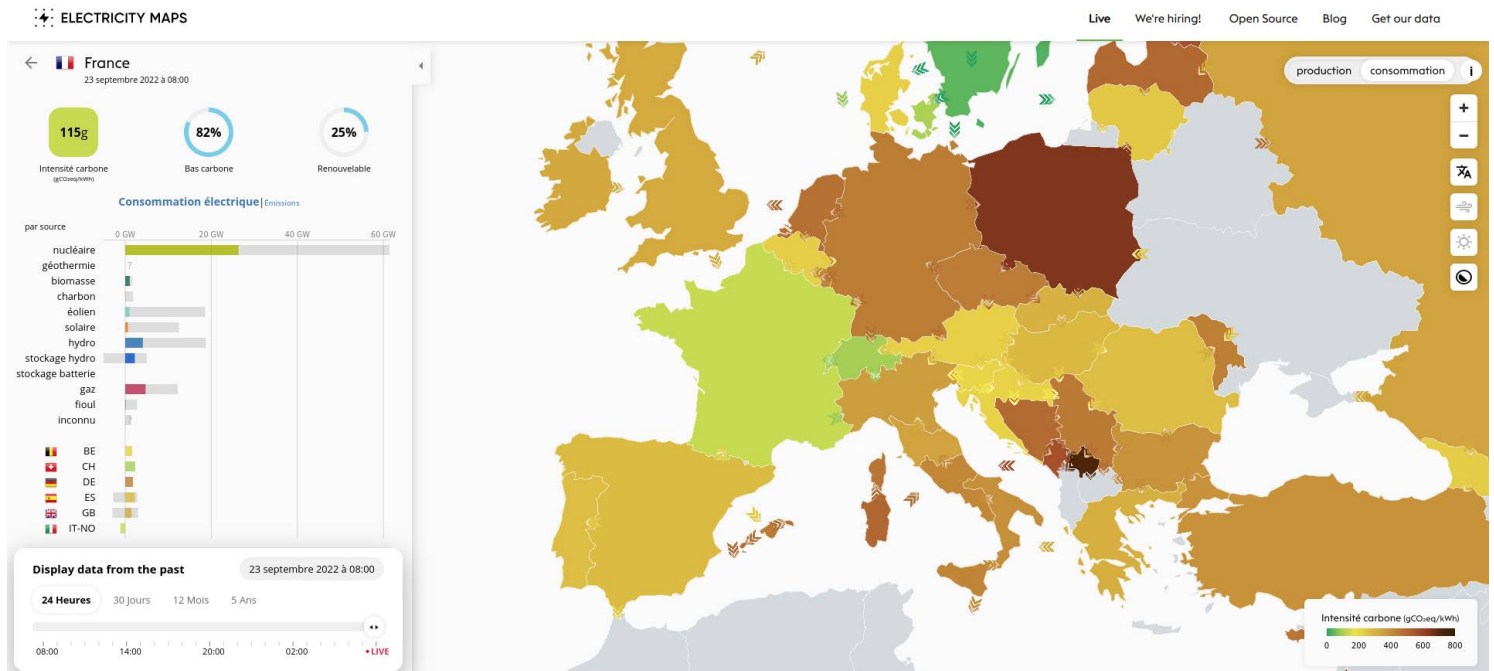 ELECTRICITY MAPS
Live We're hiring! Open Source Blog Get our data
France
23 septembre 2022 à 08:00
115g
82%
25%
Intensité carbone
(gCO₂eq/kWh)
Bas carbone
Renouvelable
Consommation électrique|Émissions
par source
0 GW 20 GW 40 GW 60 GW
nucléaire
géothermie ?
biomasse
charbon
éolien
solaire
hydro
stockage hydro
stockage batterie
gaz
fioul
inconnu
BE
CH
DE
ES
GB
IT-NO
Display data from the past 23 septembre 2022 à 08:00
24 Heures 30 Jours 12 Mois 5 Ans
08:00 14:00 20:00 02:00 • LIVE
production consommation i
+
−
文A
Intensité carbone (gCO₂eq/kWh)
0 200 400 600 800